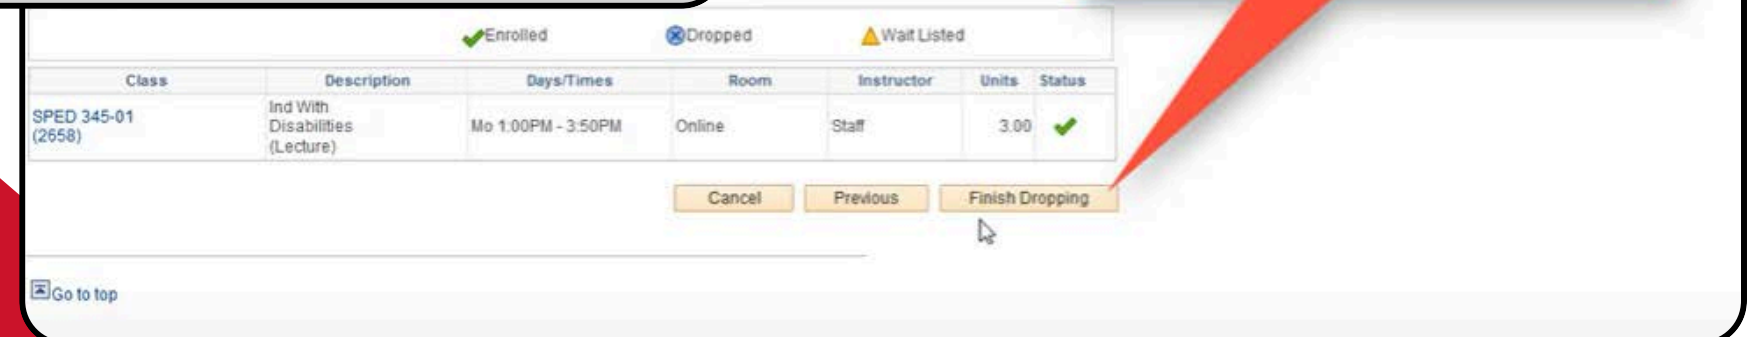 Enrolled Dropped Wait Listed
Class Description Days/Times Room Instructor Units Status
SPED 345-01
(2658)
Ind With
Disabilities
(Lecture)
Mo 1:00PM - 3:50PM
Online
Staff
3.00
Cancel Previous Finish Dropping
Go to top